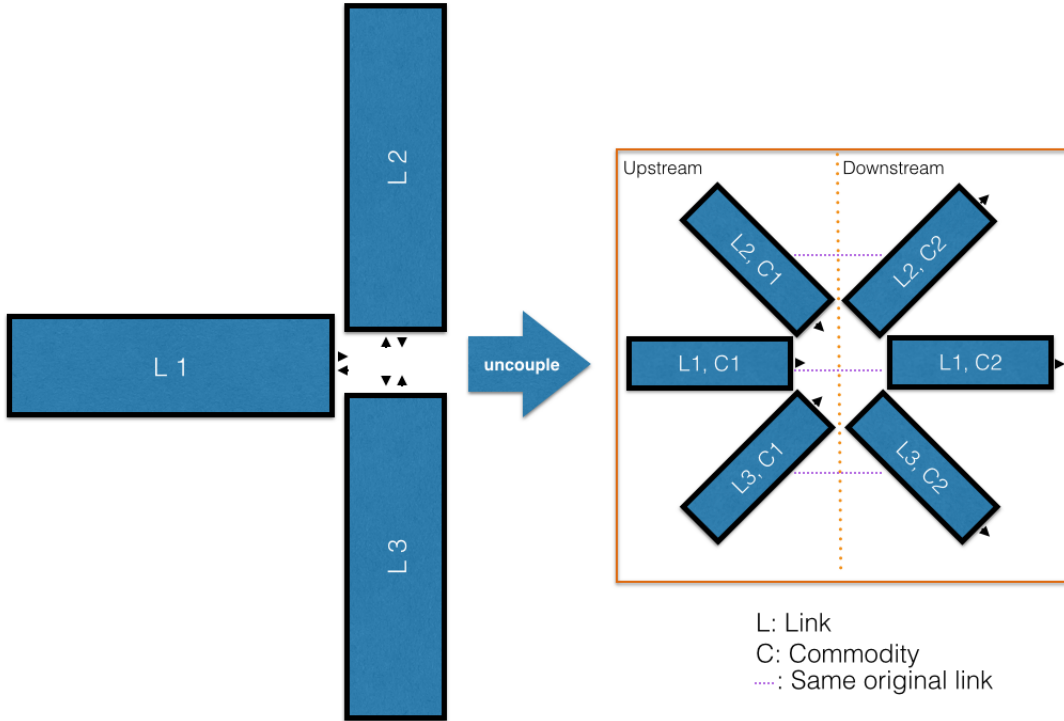 L 2
L 1
L 3
uncouple
Upstream
Downstream
L2, C1
L2, C2
L1, C1
L1, C2
L3, C1
L3, C2
L: Link
C: Commodity
: Same original link